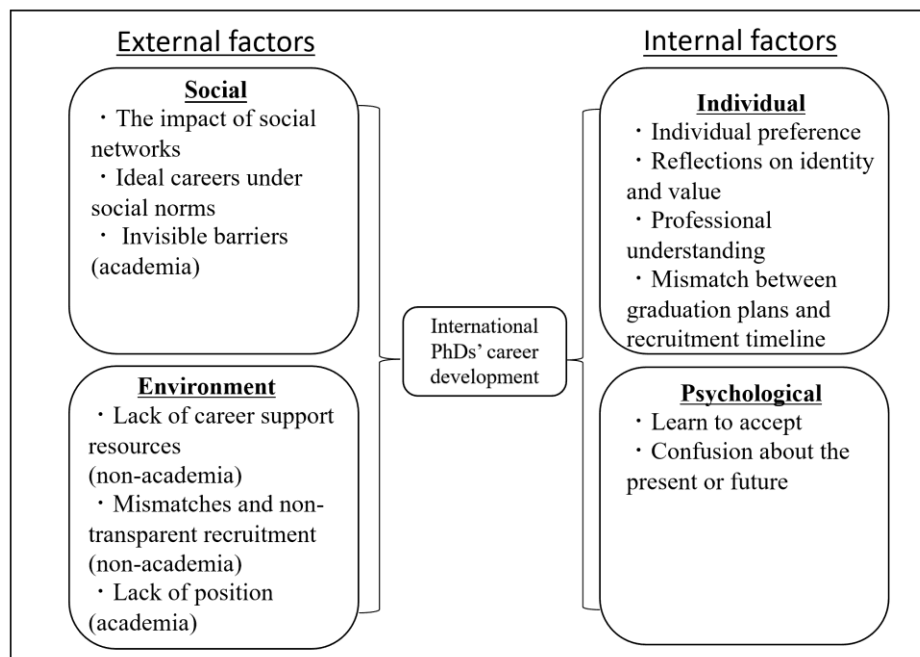 External factors
Social
・The impact of social
networks
・Ideal careers under
social norms
・ Invisible barriers
(academia)
Environment
・Lack of career support
resources
(non-academia)
・Mismatches and non-
transparent recruitment
(non-academia)
・Lack of position
(academia)
International
PhDs’ career
development
Internal factors
Individual
・Individual preference
・Reflections on identity
and value
・Professional
understanding
・Mismatch between
graduation plans and
recruitment timeline
Psychological
・Learn to accept
・Confusion about the
present or future